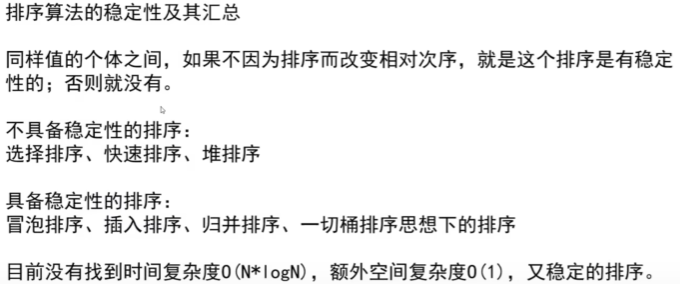 排序算法的稳定性及其汇总
同样值的个体之间，如果不因为排序而改变相对次序，就是这个排序是有稳定
性的；否则就没有。
不具备稳定性的排序：
选择排序、快速排序、堆排序
具备稳定性的排序：
冒泡排序、插入排序、归并排序、一切桶排序思想下的排序
目前没有找到时间复杂度O(N*logN)，额外空间复杂度O(1)，又稳定的排序。